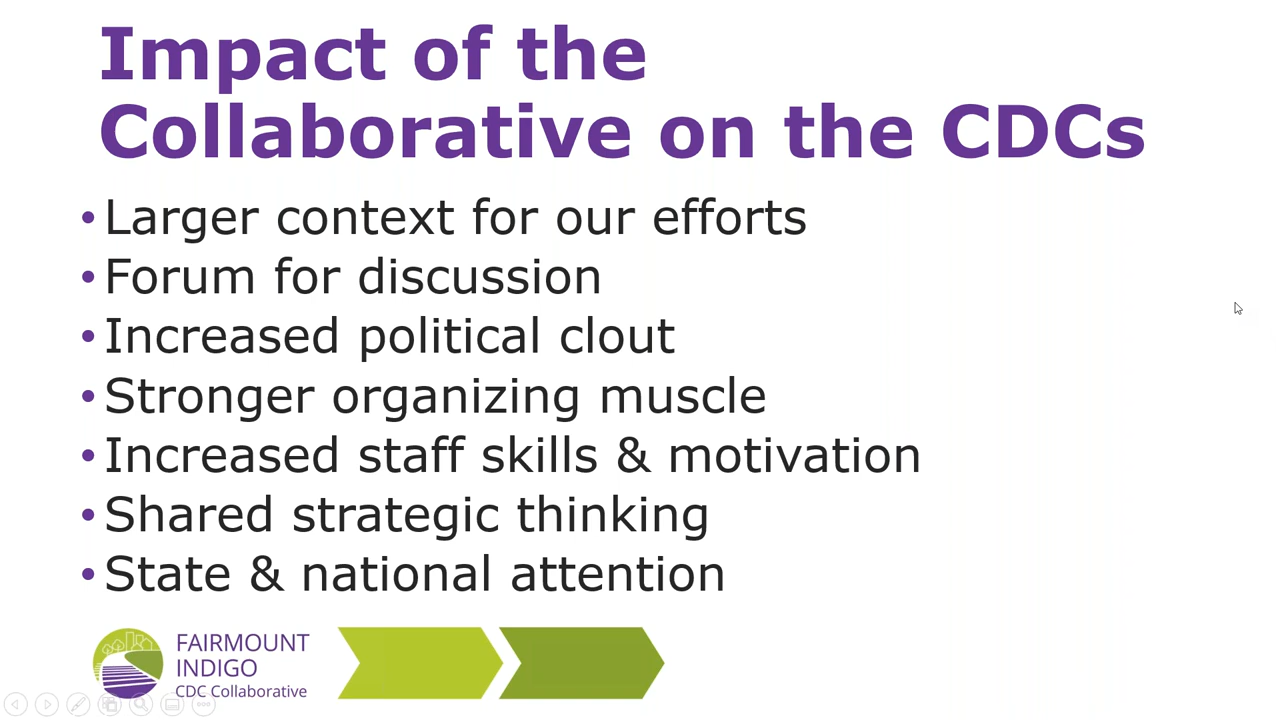 Impact of the
Collaborative on the CDCs
•Larger context for our efforts
•Forum for discussion
•Increased political clout
•Stronger organizing muscle
•Increased staff skills & motivation
•Shared strategic thinking
•State & national attention
FAIRMOUNT
INDIGO
CDC Collaborative